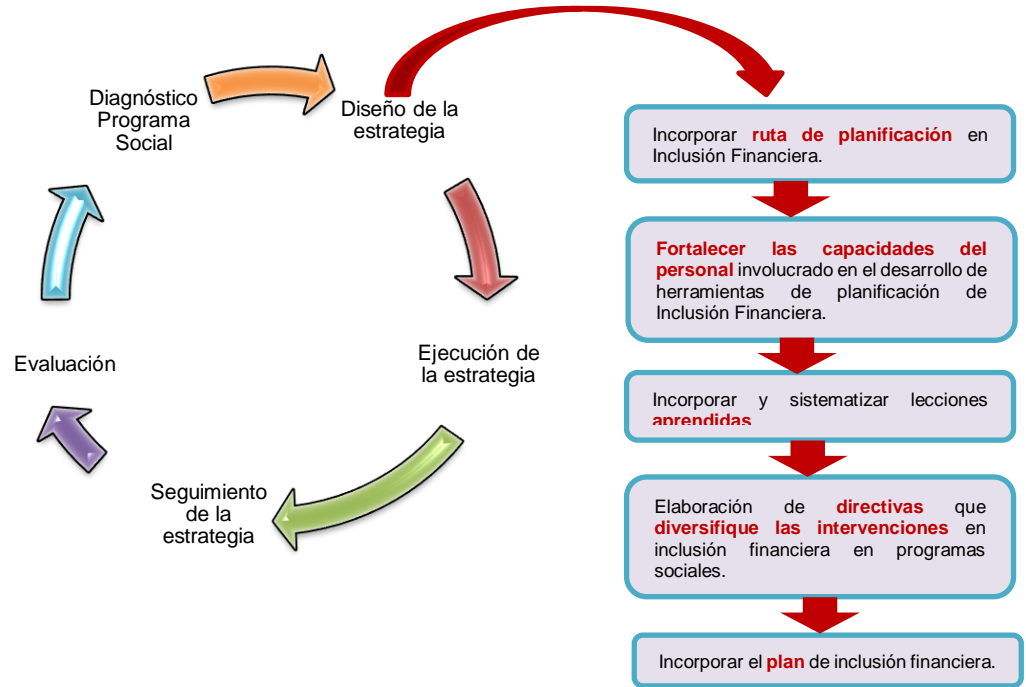 Diagnóstico
Programa
Social
Diseño de la
estrategia
Ejecución de
la estrategia
Seguimiento
de la
estrategia
Evaluación
Incorporar ruta de planificación en
Inclusión Financiera.
Fortalecer las capacidades del
personal involucrado en el desarrollo de
herramientas de planificación de
Inclusión Financiera.
Incorporar y sistematizar lecciones
aprendidas
Elaboración de directivas que
diversifique las intervenciones en
inclusión financiera en programas
sociales.
Incorporar el plan de inclusión financiera.